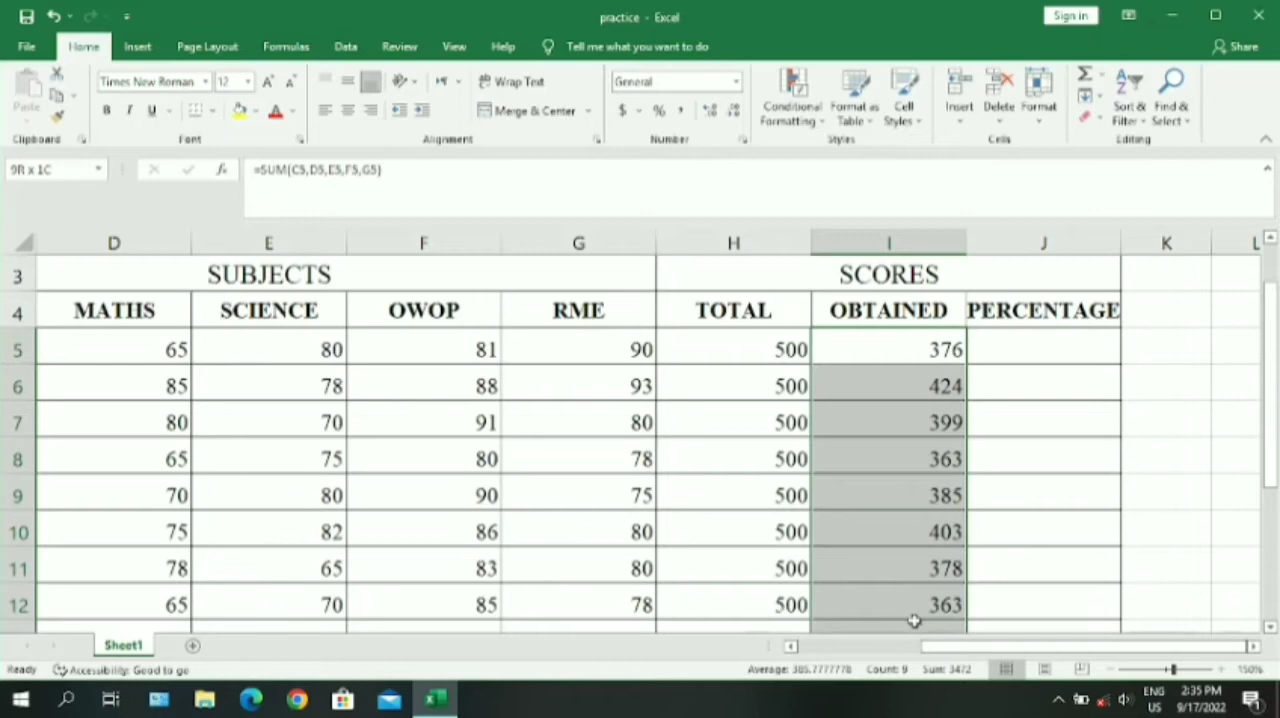 practice - Excel
Sign in
File Home Insert Page Layout Formulas Data Review View Help Tell me what you want to do Share
Times New Roman 12 Wrap Text General
Paste B I U Merge & Center $ % , Conditional Formatting Format as Table Cell Styles Insert Delete Format Sort & Filter Find & Select
Clipboard Font Alignment Number Styles Cells Editing
9R x 1C fx =SUM(C5,D5,E5,F5,G5)
D E F G H I J K L
3 SUBJECTS SCORES
4 MATHS SCIENCE OWOP RME TOTAL OBTAINED PERCENTAGE
5 65 80 81 90 500 376
6 85 78 88 93 500 424
7 80 70 91 80 500 399
8 65 75 80 78 500 363
9 70 80 90 75 500 385
10 75 82 86 80 500 403
11 78 65 83 80 500 378
12 65 70 85 78 500 363
Sheet1
Ready Accessibility: Good to go Average: 385.7777778 Count: 9 Sum: 3472 150%
ENG 2:35 PM
US 9/17/2022